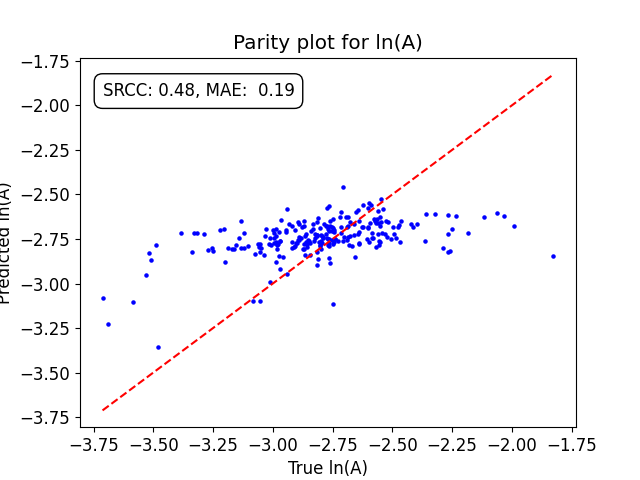 Parity plot for ln(A)
SRCC: 0.48, MAE:  0.19
Predicted ln(A)
−1.75
−2.00
−2.25
−2.50
−2.75
−3.00
−3.25
−3.50
−3.75
−3.75 −3.50 −3.25 −3.00 −2.75 −2.50 −2.25 −2.00 −1.75
True ln(A)